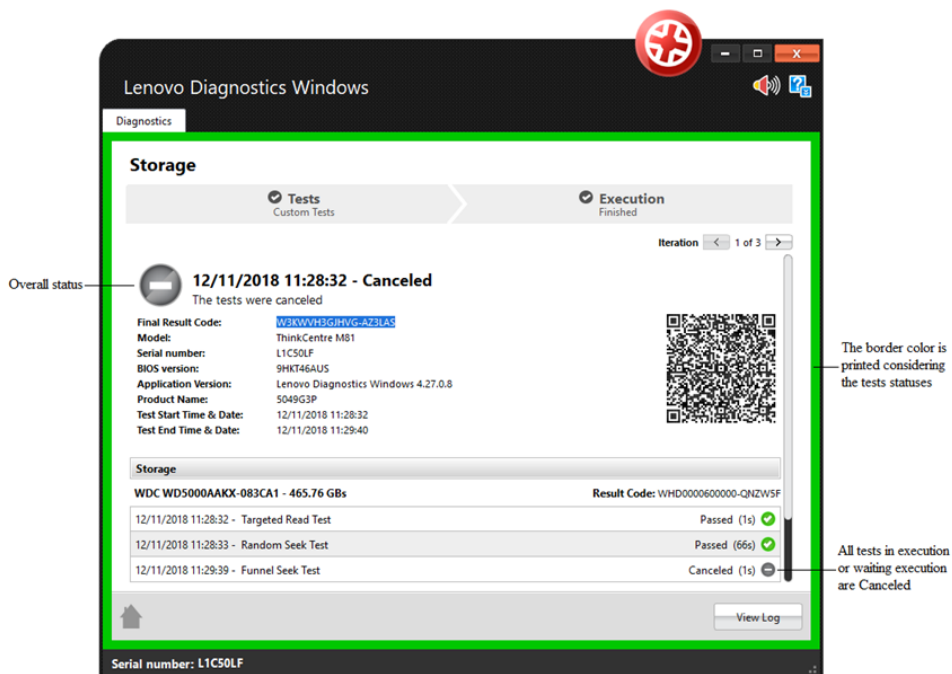 Lenovo Diagnostics Windows
Diagnostics
Storage
Tests
Custom Tests
Execution
Finished
Iteration < 1 of 3 >
Overall status
12/11/2018 11:28:32 - Canceled
The tests were canceled
Final Result Code: W3KWVH3GJHVG-AZ3LAS
Model: ThinkCentre M81
Serial number: L1C50LF
BIOS version: 9HKT46AUS
Application Version: Lenovo Diagnostics Windows 4.27.0.8
Product Name: 5049G3P
Test Start Time & Date: 12/11/2018 11:28:32
Test End Time & Date: 12/11/2018 11:29:40
The border color is
printed considering
the tests statuses
Storage
WDC WD5000AAKX-083CA1 - 465.76 GBs Result Code: WHD0000600000-QNZW5F
12/11/2018 11:28:32 - Targeted Read Test Passed (1s)
12/11/2018 11:28:33 - Random Seek Test Passed (66s)
12/11/2018 11:29:39 - Funnel Seek Test Canceled (1s)
All tests in execution
or waiting execution
are Canceled
View Log
Serial number: L1C50LF